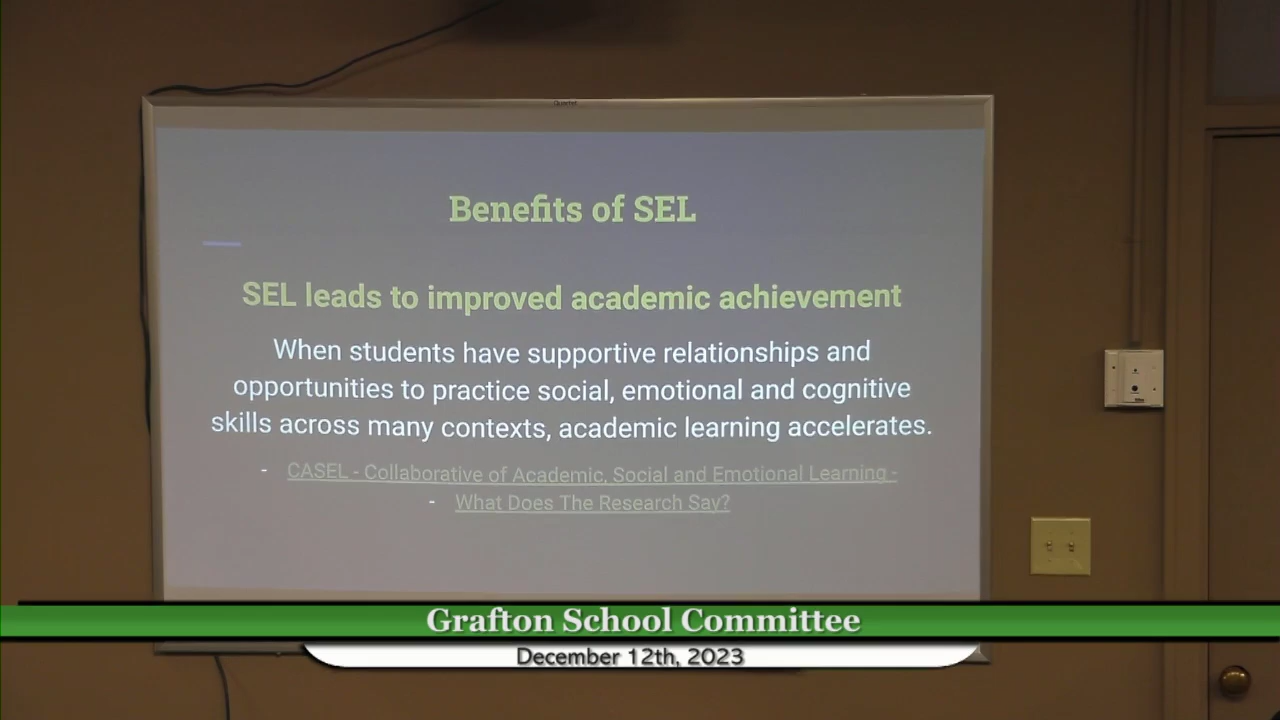 Quartet
Benefits of SEL
SEL leads to improved academic achievement
When students have supportive relationships and
opportunities to practice social, emotional and cognitive
skills across many contexts, academic learning accelerates.
- CASEL - Collaborative of Academic, Social and Emotional Learning -
- What Does The Research Say?
Grafton School Committee
December 12th, 2023